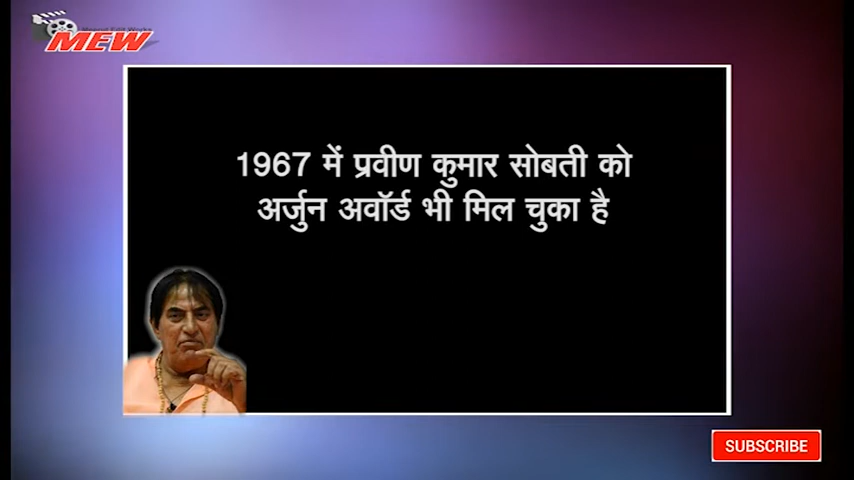 MEW
1967 में प्रवीण कुमार सोबती को
अर्जुन अवॉर्ड भी मिल चुका है
SUBSCRIBE